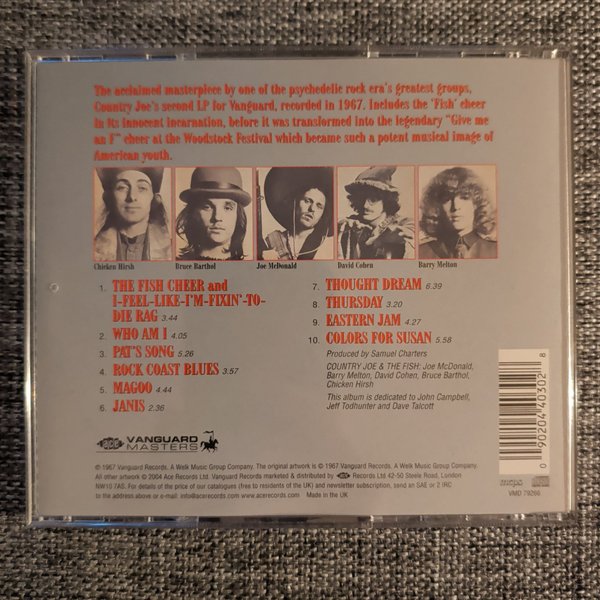 The acclaimed masterpiece by one of the psychedelic rock era's greatest groups,
Country Joe's second LP for Vanguard, recorded in 1967. Includes the 'Fish' cheer
in its innocent incarnation, before it was transformed into the legendary "Give me
an F" cheer at the Woodstock Festival which became such a potent musical image of
American youth.
Chicken Hirsh
Bruce Barthol
Joe McDonald
David Cohen
Barry Melton
1. THE FISH CHEER and
I-FEEL-LIKE-I'M-FIXIN'-TO-
DIE RAG 3.44
2. WHO AM I 4.05
3. PAT'S SONG 5.26
4. ROCK COAST BLUES 3.57
5. MAGOO 4.44
6. JANIS 2.36
7. THOUGHT DREAM 6.39
8. THURSDAY 3.20
9. EASTERN JAM 4.27
10. COLORS FOR SUSAN 5.58
Produced by Samuel Charters
COUNTRY JOE & THE FISH: Joe McDonald,
Barry Melton, David Cohen, Bruce Barthol,
Chicken Hirsh
This album is dedicated to John Campbell,
Jeff Todhunter and Dave Talcott
0 90204 40302 8
ACE VANGUARD
MASTERS
℗ 1967 Vanguard Records. A Welk Music Group Company. The original artwork is © 1967 Vanguard Records. A Welk Music Group Company.
All other artwork © 2004 Ace Records Ltd. Vanguard Records marketed & distributed by ACE Records Ltd 42-50 Steele Road, London
NW10 7AS. For details of the price of our catalogues (free to residents of the UK) and newsletter subscription, send an SAE or 2 IRC
to the address above or e-mail: info@acerecords.com, www.acerecords.com Made in the UK
mcps
VMD 79266